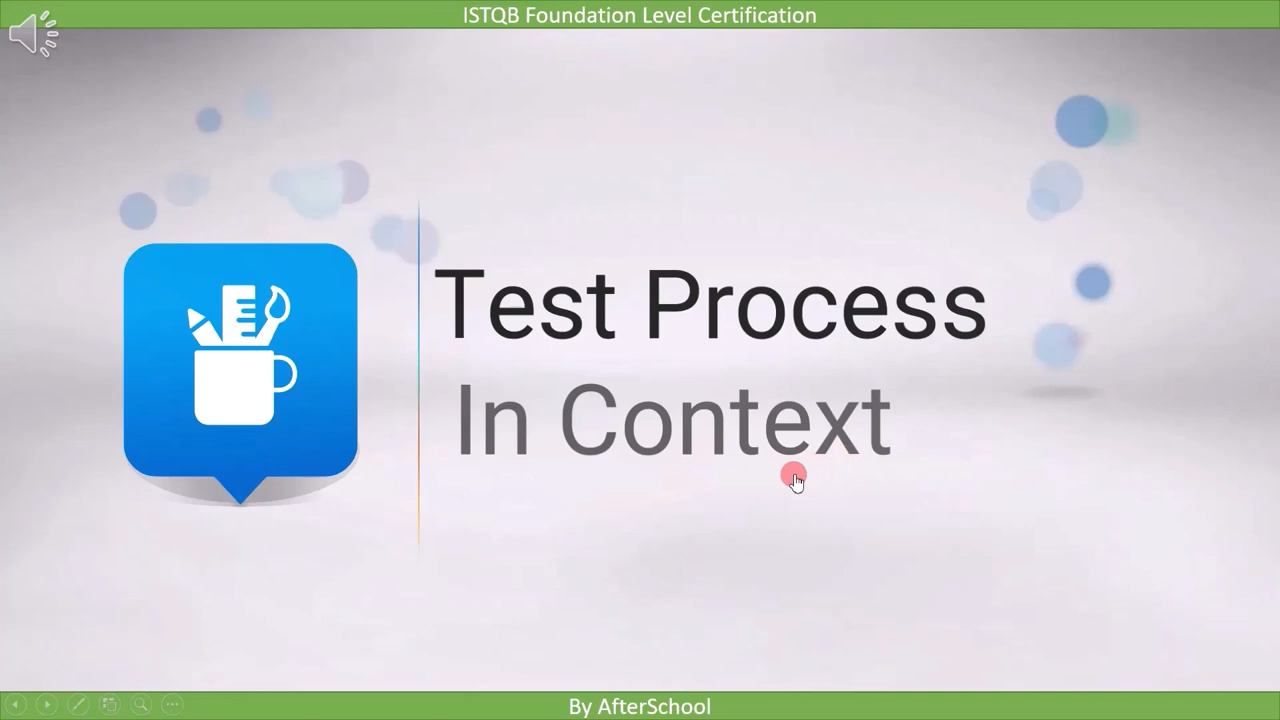 ISTQB Foundation Level Certification
Test Process
In Context
By AfterSchool